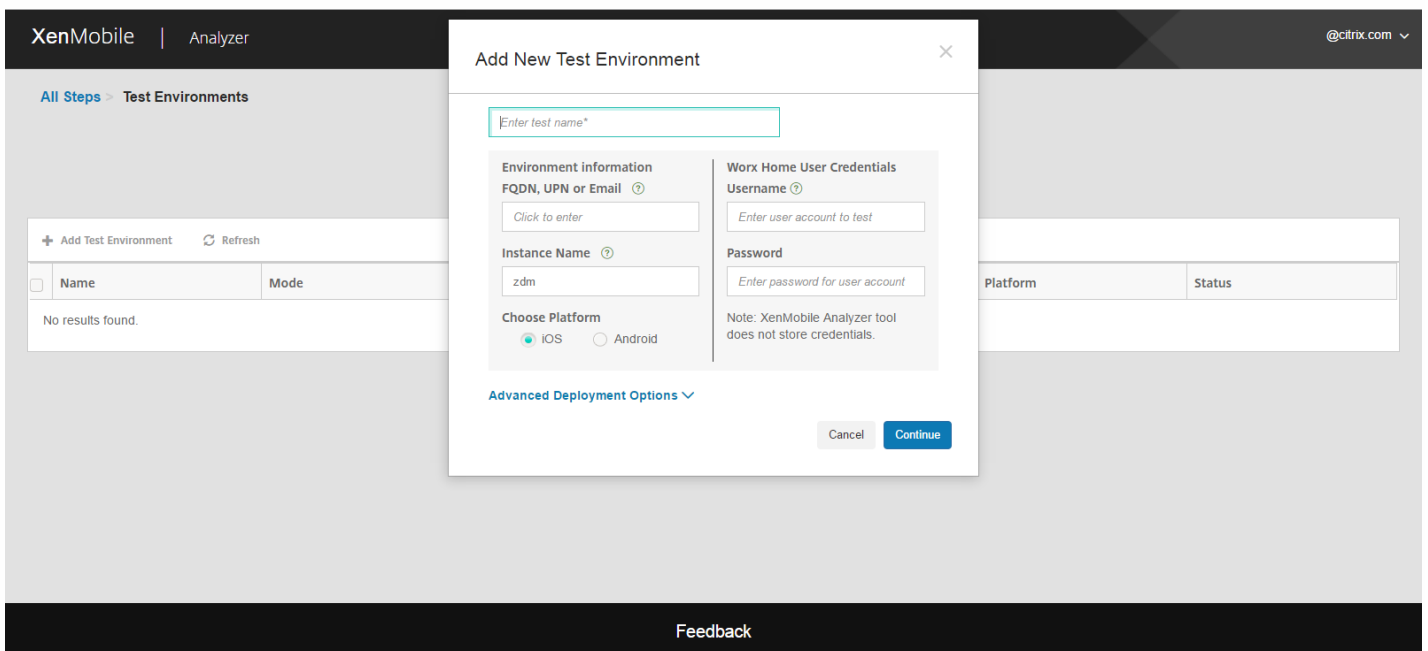 XenMobile | Analyzer
@citrix.com
All Steps > Test Environments
Add Test Environment
Refresh
Name
Mode
Platform
Status
No results found.
Add New Test Environment
Enter test name*
Environment information
FQDN, UPN or Email ?
Click to enter
Instance Name ?
zdm
Choose Platform
iOS
Android
Worx Home User Credentials
Username ?
Enter user account to test
Password
Enter password for user account
Note: XenMobile Analyzer tool
does not store credentials.
Advanced Deployment Options
Cancel
Continue
Feedback